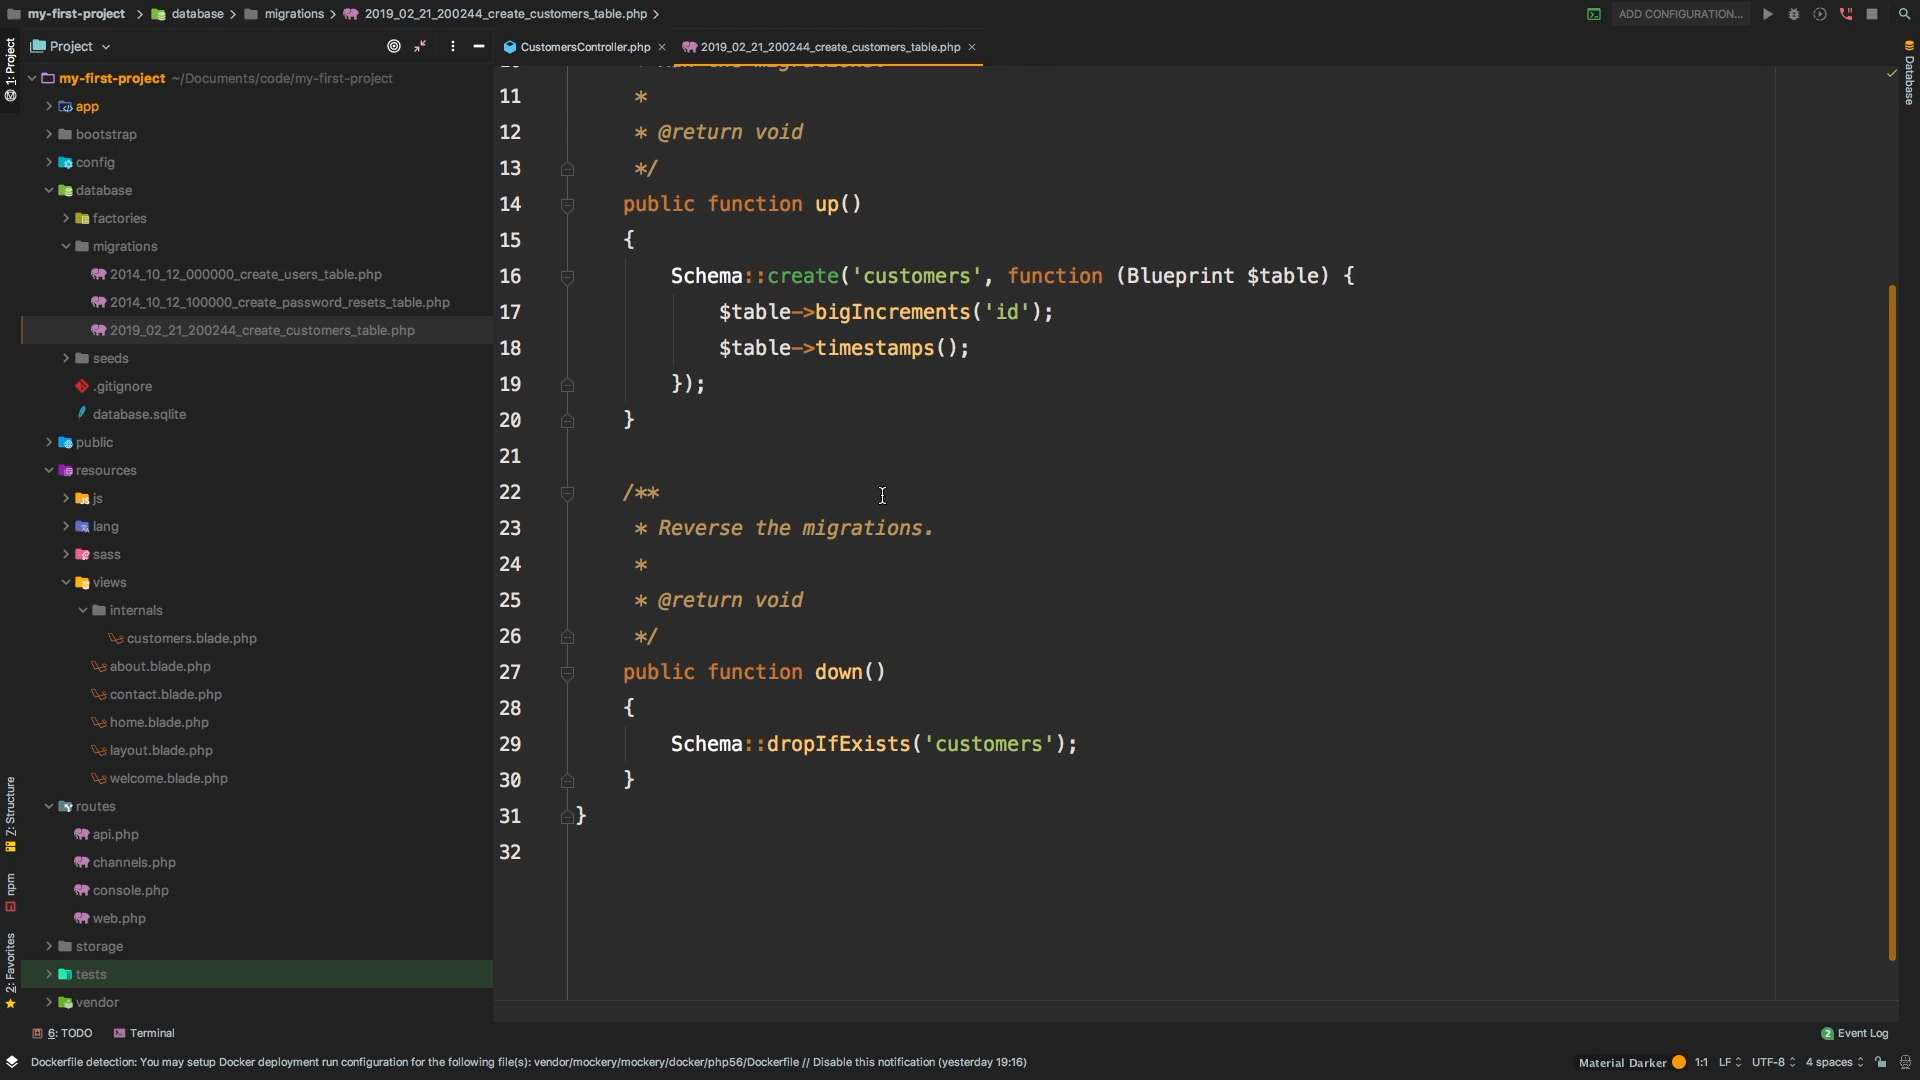 my-first-project > database > migrations > 2019_02_21_200244_create_customers_table.php >
ADD CONFIGURATION...
1: Project
Project
CustomersController.php
2019_02_21_200244_create_customers_table.php
Database
my-first-project ~/Documents/code/my-first-project
app
bootstrap
config
database
factories
migrations
2014_10_12_000000_create_users_table.php
2014_10_12_100000_create_password_resets_table.php
2019_02_21_200244_create_customers_table.php
seeds
.gitignore
database.sqlite
public
resources
js
lang
sass
views
internals
customers.blade.php
about.blade.php
contact.blade.php
home.blade.php
layout.blade.php
welcome.blade.php
routes
api.php
channels.php
console.php
web.php
storage
tests
vendor
Z: Structure
npm
2: Favorites
11 *
12 * @return void
13 */
14 public function up()
15 {
16 Schema::create('customers', function (Blueprint $table) {
17 $table->bigIncrements('id');
18 $table->timestamps();
19 });
20 }
21
22 /**
23 * Reverse the migrations.
24 *
25 * @return void
26 */
27 public function down()
28 {
29 Schema::dropIfExists('customers');
30 }
31 }
32
6: TODO
Terminal
2 Event Log
Dockerfile detection: You may setup Docker deployment run configuration for the following file(s): vendor/mockery/mockery/docker/php56/Dockerfile // Disable this notification (yesterday 19:16)
Material Darker
1:1 LF UTF-8 4 spaces